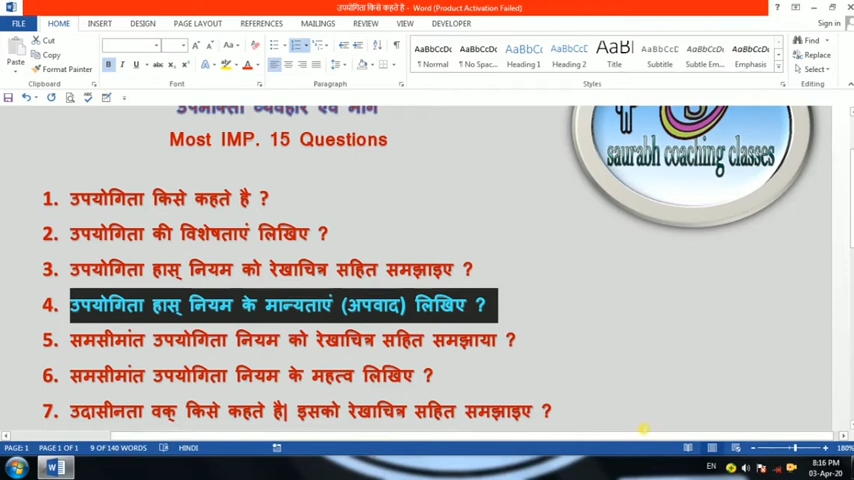 उपयोगिता किसे कहते है - Word (Product Activation Failed)
FILE HOME INSERT DESIGN PAGE LAYOUT REFERENCES MAILINGS REVIEW VIEW DEVELOPER Sign in
Cut
Copy
Format Painter
Paste
Clipboard Font Paragraph Styles Editing
AaBbCcDc AaBbCcDc AaBbC AaBbCc AaBl AaBbCcD AaBbCcDc AaBbCcDc
¶ Normal ¶ No Spac... Heading 1 Heading 2 Title Subtitle Subtle Em... Emphasis
Find
Replace
Select
उपभोक्ता व्यवहार एवं मांग
Most IMP. 15 Questions
saurabh coaching classes
1. उपयोगिता किसे कहते है ?
2. उपयोगिता की विशेषताएं लिखिए ?
3. उपयोगिता हास् नियम को रेखाचित्र सहित समझाइए ?
4. उपयोगिता हास् नियम के मान्यताएं (अपवाद) लिखिए ?
5. समसीमांत उपयोगिता नियम को रेखाचित्र सहित समझाया ?
6. समसीमांत उपयोगिता नियम के महत्व लिखिए ?
7. उदासीनता वक् किसे कहते है| इसको रेखाचित्र सहित समझाइए ?
PAGE: 1 PAGE 1 OF 1 9 OF 140 WORDS HINDI 180%
EN 8:16 PM
03-Apr-20